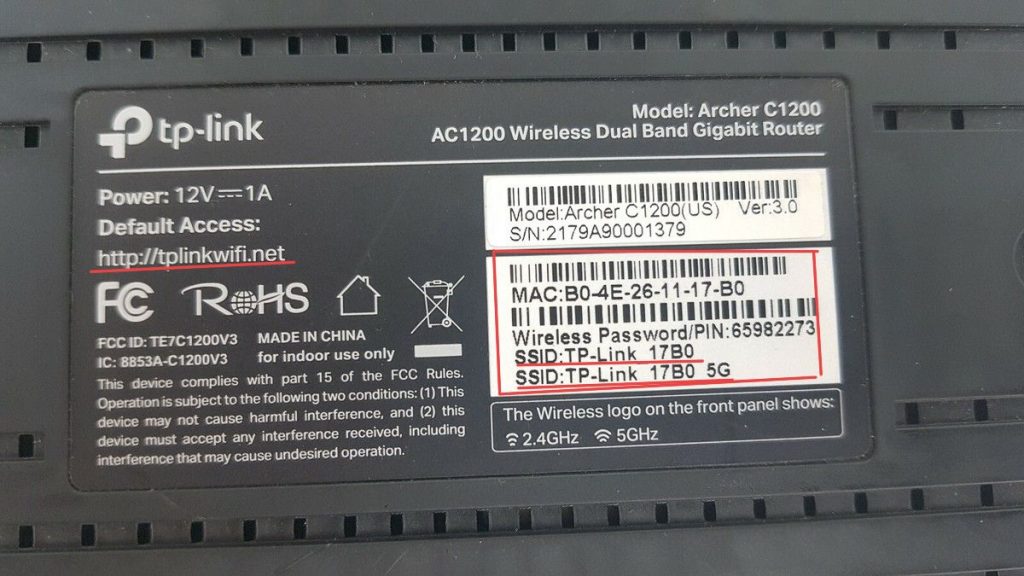 tp-link
Model: Archer C1200
AC1200 Wireless Dual Band Gigabit Router
Power: 12V⎓1A
Default Access:
http://tplinkwifi.net
FC RoHS
FCC ID: TE7C1200V3
IC: 8853A-C1200V3
MADE IN CHINA
for indoor use only
This device complies with part 15 of the FCC Rules.
Operation is subject to the following two conditions: (1) This
device may not cause harmful interference, and (2) this
device must accept any interference received, including
interference that may cause undesired operation.
Model:Archer C1200(US) Ver:3.0
S/N:2179A90001379
MAC:B0-4E-26-11-17-B0
Wireless Password/PIN:65982273
SSID:TP-Link_17B0
SSID:TP-Link_17B0_5G
The Wireless logo on the front panel shows:
2.4GHz 5GHz